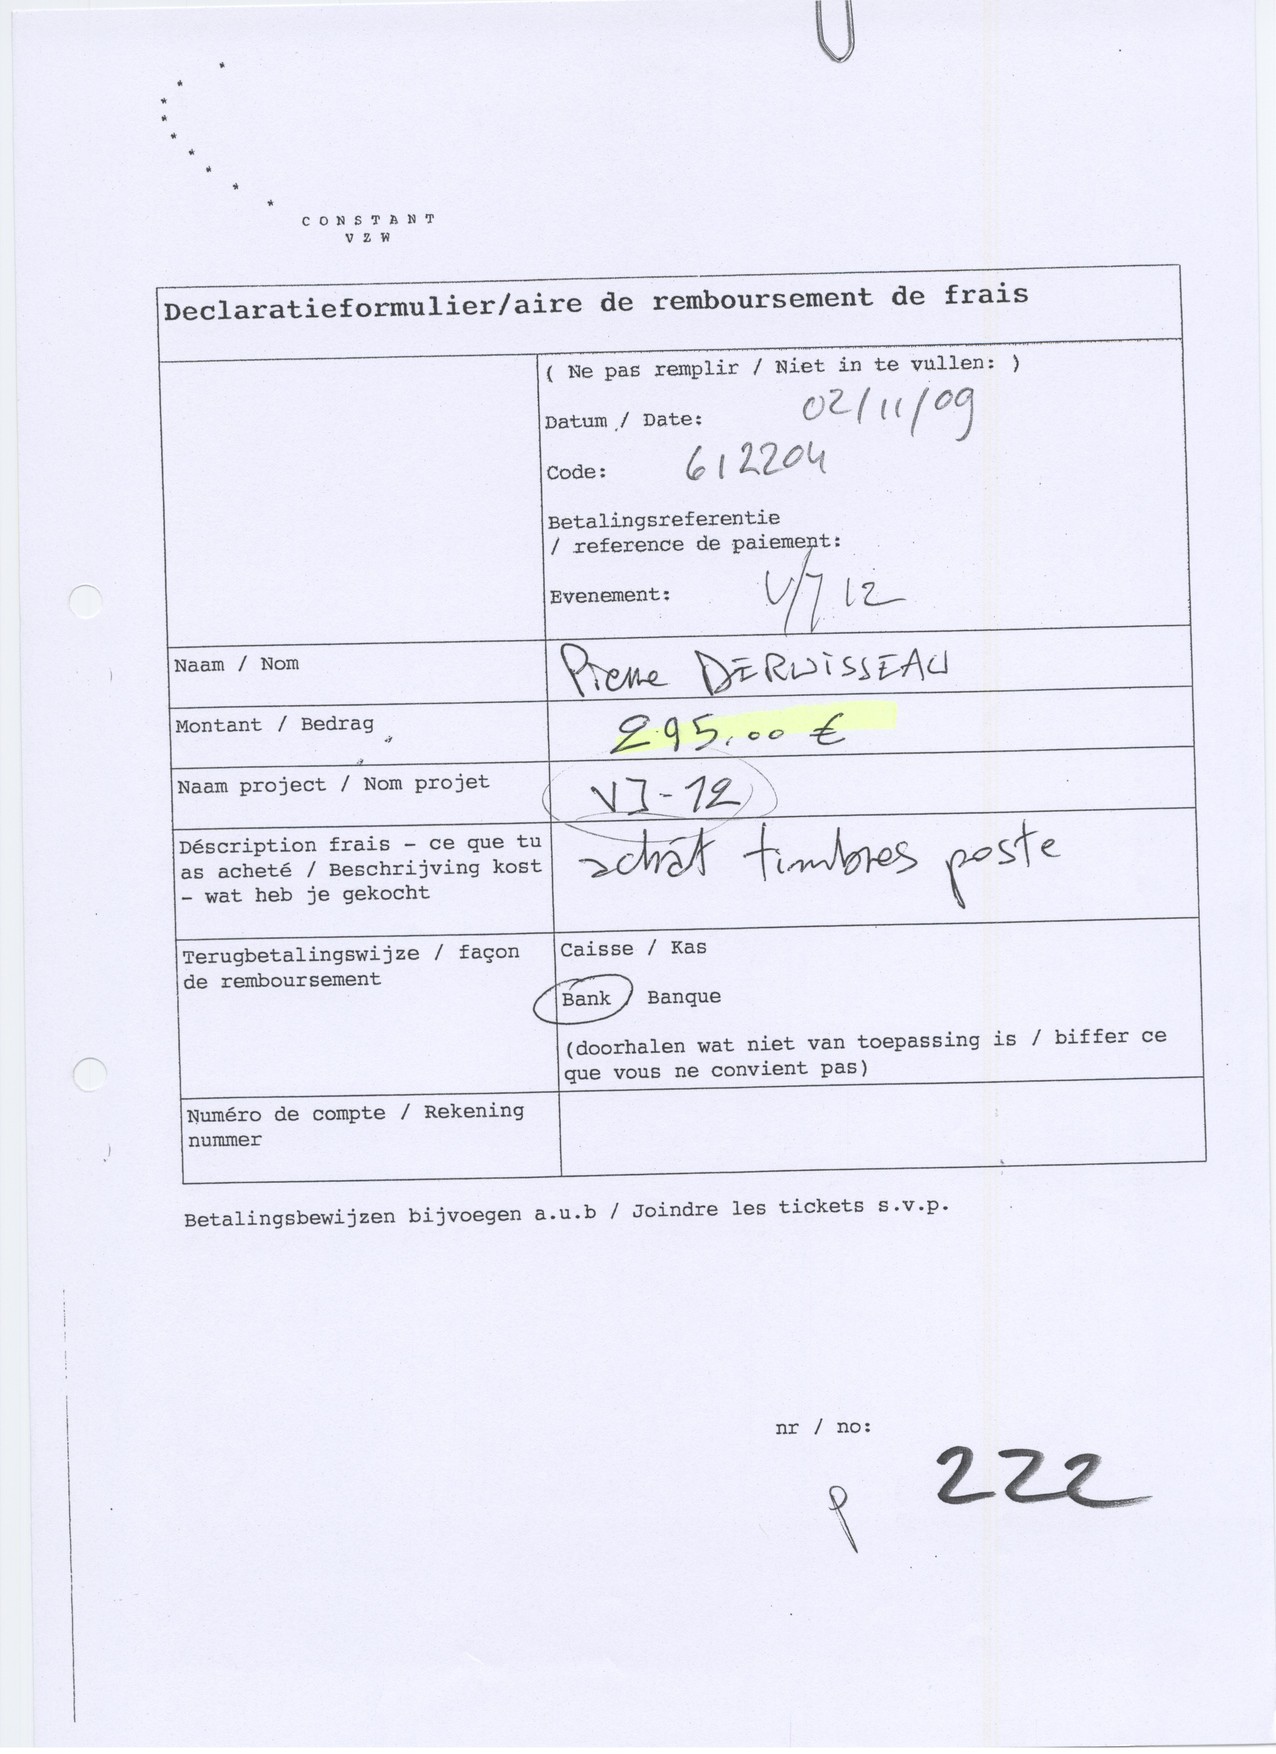 CONSTANT
VZW
Declaratieformulier/aire de remboursement de frais
( Ne pas remplir / Niet in te vullen: )
Datum / Date: 02/11/09
Code: 612204
Betalingsreferentie
/ reference de paiement:
Evenement: VJ 12
Naam / Nom Pierre DERUISSEAU
Montant / Bedrag 295.00 €
Naam project / Nom projet VJ-12
Déscription frais - ce que tu
as acheté / Beschrijving kost
- wat heb je gekocht
achat timbres poste
Terugbetalingswijze / façon
de remboursement
Caisse / Kas
Bank / Banque
(doorhalen wat niet van toepassing is / biffer ce
que vous ne convient pas)
Numéro de compte / Rekening
nummer
Betalingsbewijzen bijvoegen a.u.b / Joindre les tickets s.v.p.
nr / no:
222